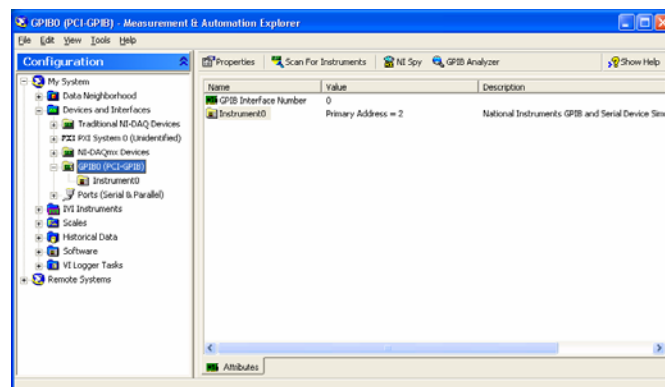 GPIB0 (PCI-GPIB) - Measurement & Automation Explorer
File Edit View Tools Help
Configuration
Properties Scan For Instruments NI Spy GPIB Analyzer Show Help
My System
Data Neighborhood
Devices and Interfaces
Traditional NI-DAQ Devices
PXI PXI System 0 (Unidentified)
NI-DAQmx Devices
GPIB0 (PCI-GPIB)
Instrument0
Ports (Serial & Parallel)
IVI Instruments
Scales
Historical Data
Software
VI Logger Tasks
Remote Systems
Name Value Description
GPIB Interface Number 0
Instrument0 Primary Address = 2 National Instruments GPIB and Serial Device Sim
Attributes